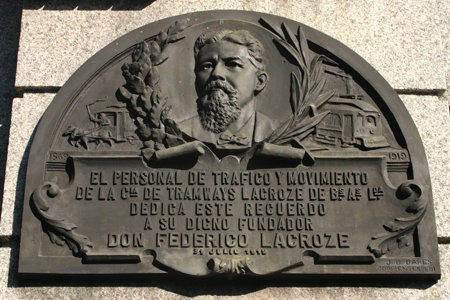 EL PERSONAL DE TRAFICO Y MOVIMIENTO
DE LA Cía DE TRAMWAYS LACROZE DE Bs As Lda
DEDICA ESTE RECUERDO
A SU DIGNO FUNDADOR
DON FEDERICO LACROZE